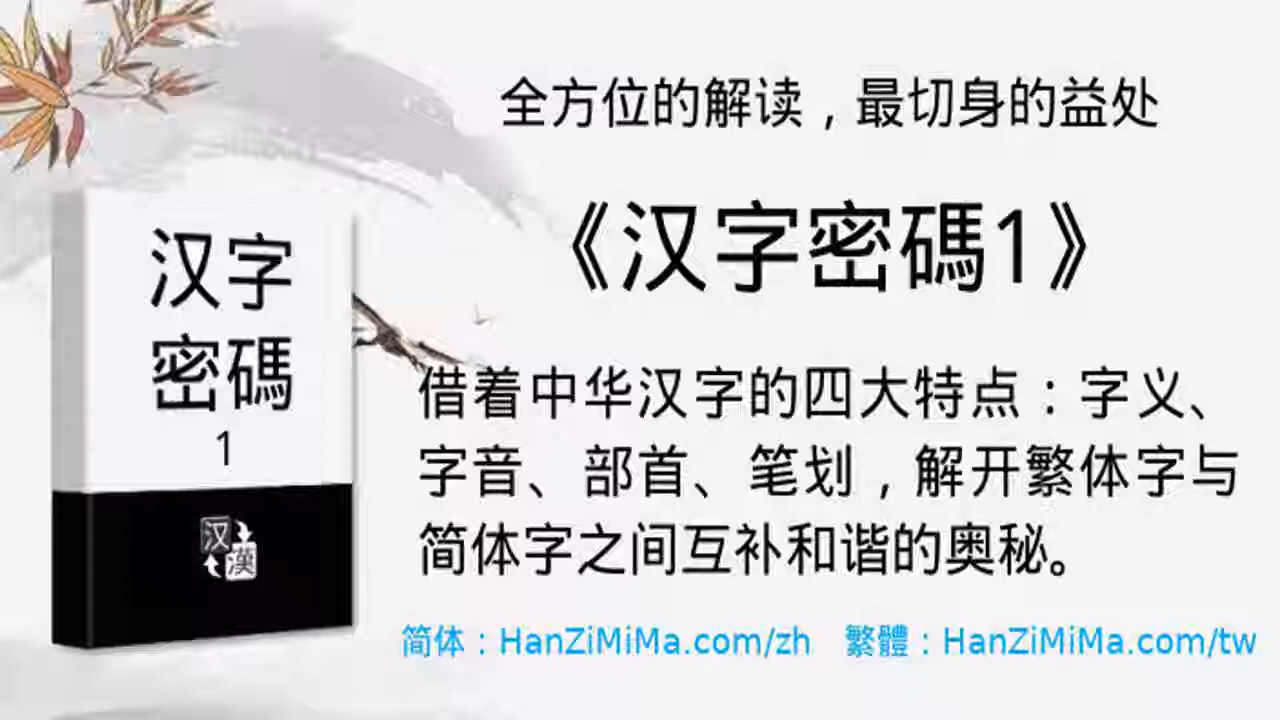 全方位的解读，最切身的益处
《汉字密碼1》
汉字
密碼
1
汉
漢
借着中华汉字的四大特点：字义、
字音、部首、笔划，解开繁体字与
简体字之间互补和谐的奥秘。
简体：HanZiMiMa.com/zh 繁體：HanZiMiMa.com/tw